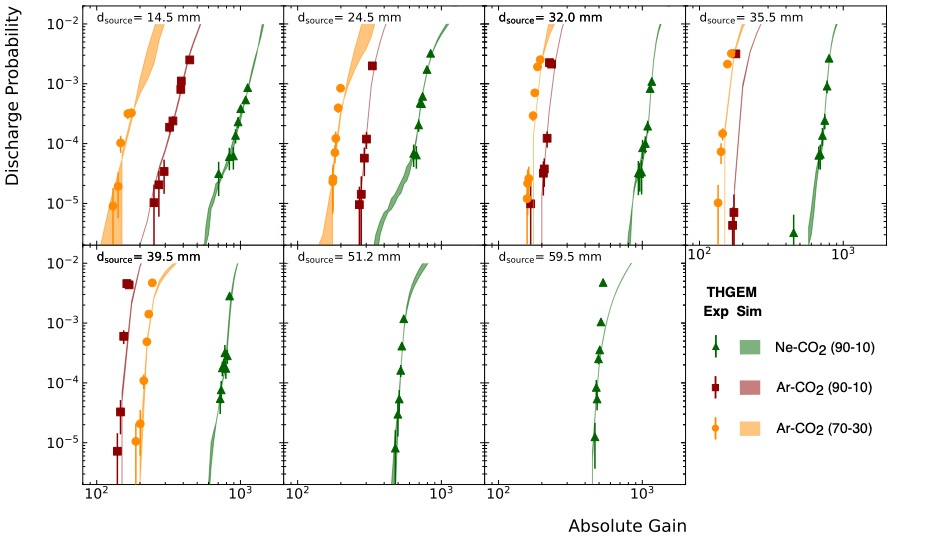 Discharge Probability
d_source = 14.5 mm
d_source = 24.5 mm
d_source = 32.0 mm
d_source = 35.5 mm
10⁻²
10⁻³
10⁻⁴
10⁻⁵
10² 10³
d_source = 39.5 mm
d_source = 51.2 mm
d_source = 59.5 mm
10⁻²
10⁻³
10⁻⁴
10⁻⁵
10² 10³
10² 10³
10² 10³
THGEM
Exp Sim
Ne-CO₂ (90-10)
Ar-CO₂ (90-10)
Ar-CO₂ (70-30)
Absolute Gain